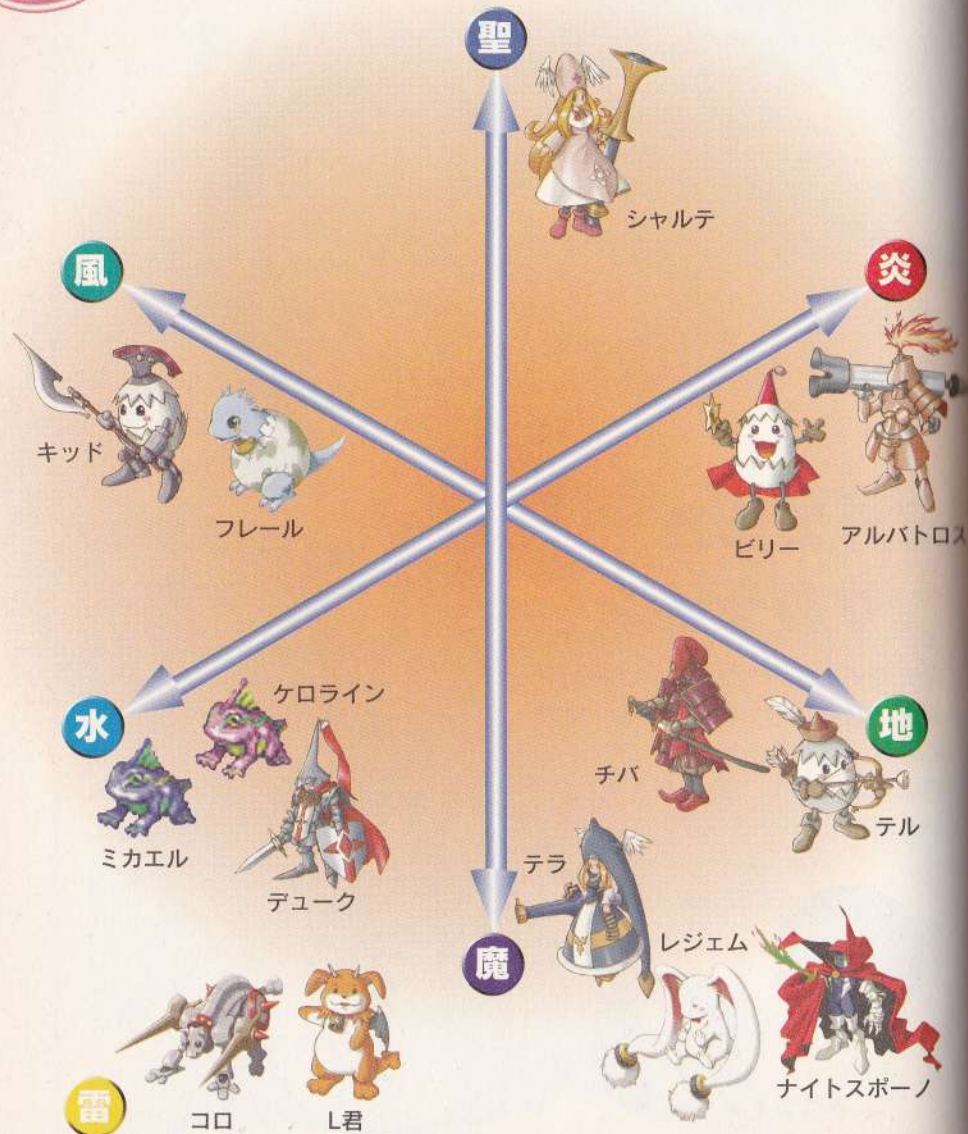 聖
シャルテ
風
炎
キッド
フレール
ビリー
アルバトロス
水
ケロライン
地
チバ
ミカエル
テル
デューク
テラ
魔
レジェム
ナイトスポーノ
雷
コロ
L君